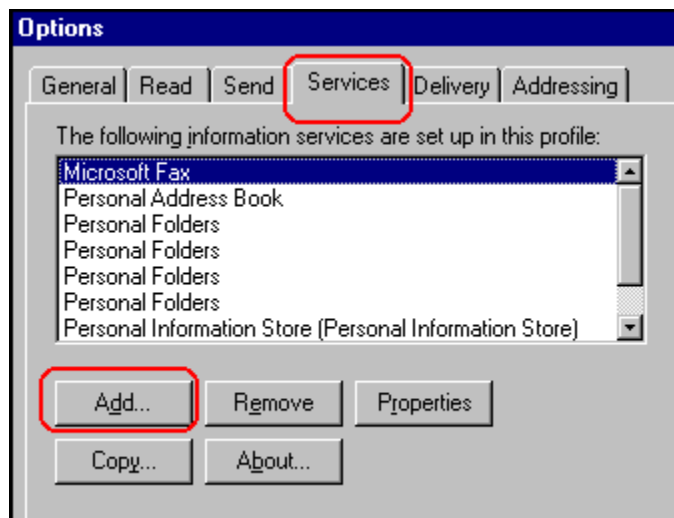 Options
General Read Send Services Delivery Addressing
The following information services are set up in this profile:
Microsoft Fax
Personal Address Book
Personal Folders
Personal Folders
Personal Folders
Personal Folders
Personal Information Store (Personal Information Store)
Add... Remove Properties
Copy... About...